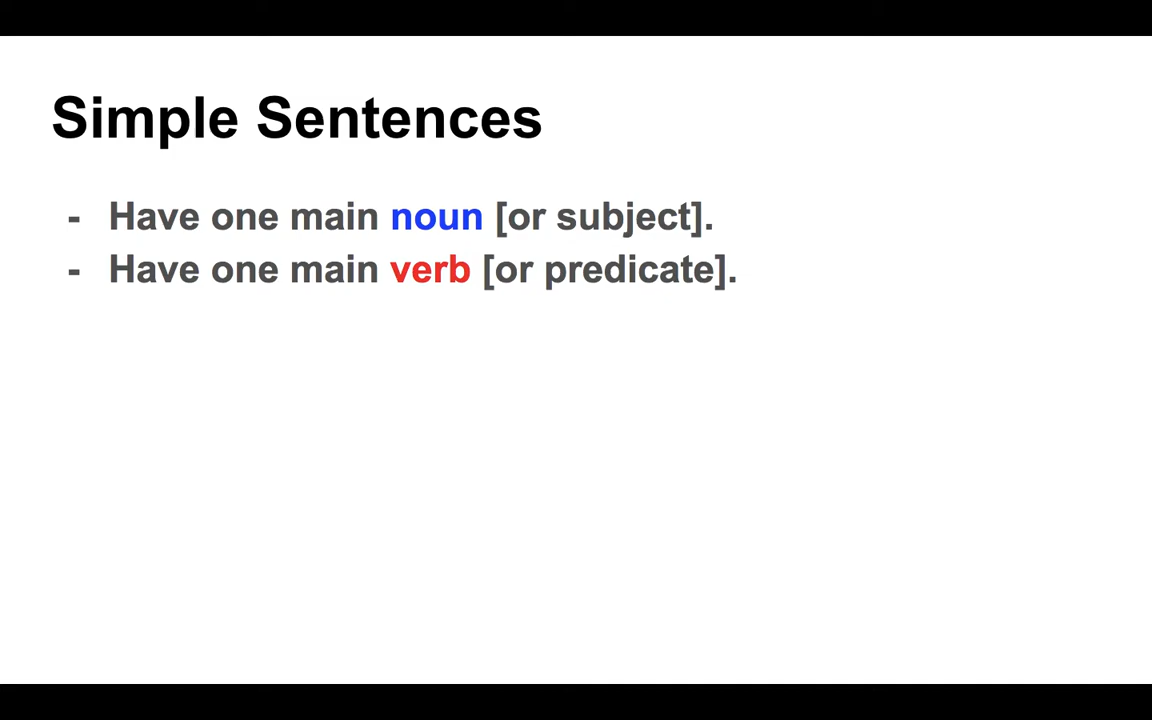 Simple Sentences
- Have one main noun [or subject].
- Have one main verb [or predicate].